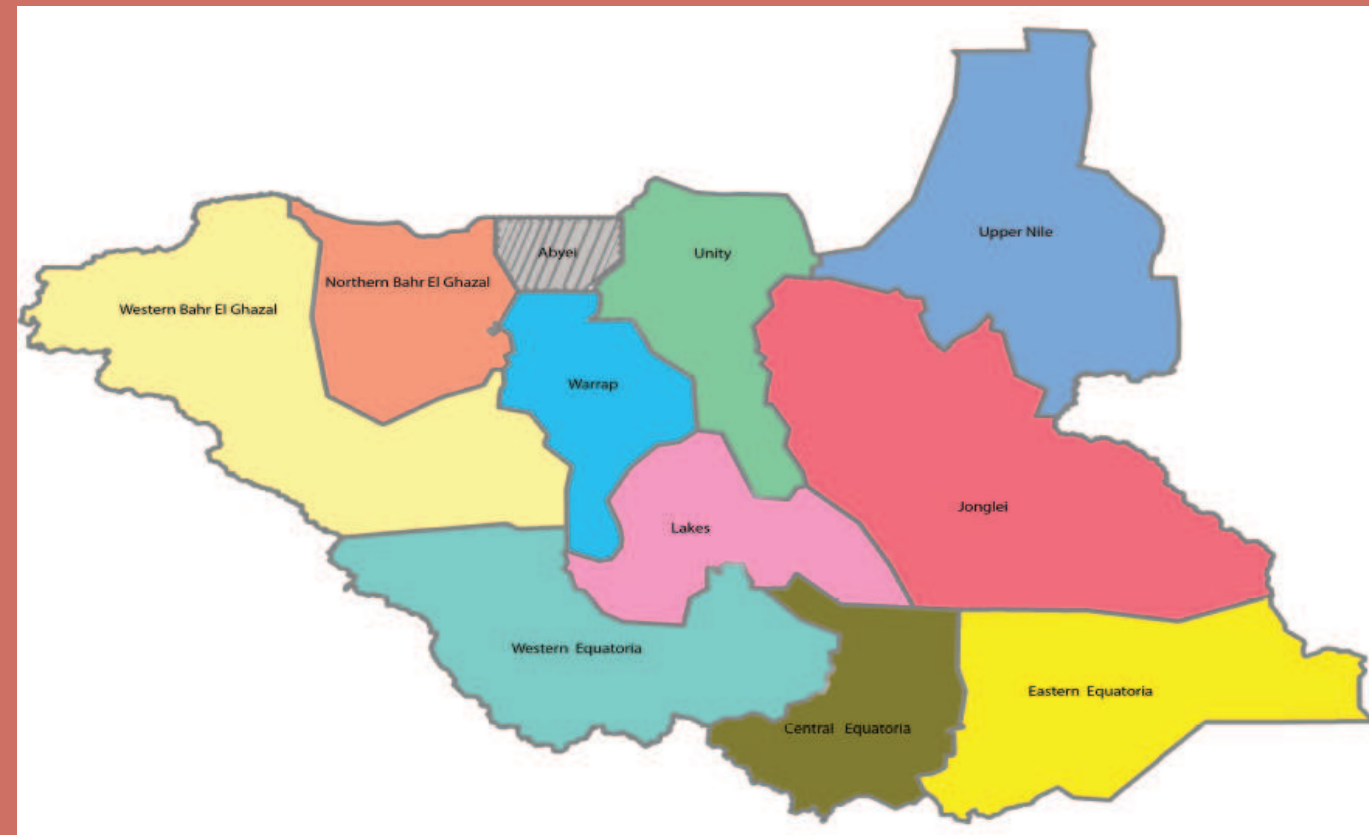 Upper Nile
Abyei
Unity
Northern Bahr El Ghazal
Western Bahr El Ghazal
Warrap
Jonglei
Lakes
Western Equatoria
Eastern Equatoria
Central Equatoria